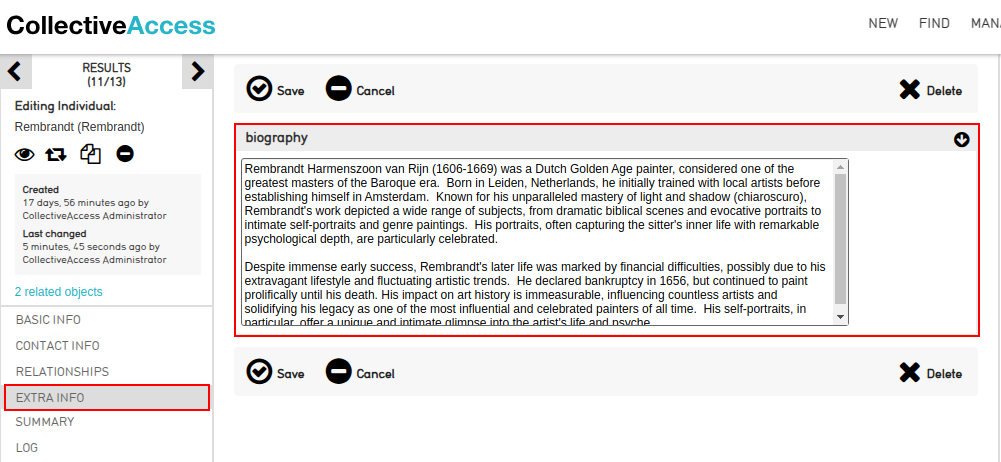 CollectiveAccess
NEW FIND MAN
RESULTS
(11/13)
Editing Individual:
Rembrandt (Rembrandt)
Created
17 days, 56 minutes ago by
CollectiveAccess Administrator
Last changed
5 minutes, 45 seconds ago by
CollectiveAccess Administrator
2 related objects
BASIC INFO
CONTACT INFO
RELATIONSHIPS
EXTRA INFO
SUMMARY
LOG
Save Cancel Delete
biography
Rembrandt Harmenszoon van Rijn (1606-1669) was a Dutch Golden Age painter, considered one of the
greatest masters of the Baroque era.  Born in Leiden, Netherlands, he initially trained with local artists before
establishing himself in Amsterdam.  Known for his unparalleled mastery of light and shadow (chiaroscuro),
Rembrandt's work depicted a wide range of subjects, from dramatic biblical scenes and evocative portraits to
intimate self-portraits and genre paintings.  His portraits, often capturing the sitter's inner life with remarkable
psychological depth, are particularly celebrated.
Despite immense early success, Rembrandt's later life was marked by financial difficulties, possibly due to his
extravagant lifestyle and fluctuating artistic trends.  He declared bankruptcy in 1656, but continued to paint
prolifically until his death. His impact on art history is immeasurable, influencing countless artists and
solidifying his legacy as one of the most influential and celebrated painters of all time.  His self-portraits, in
particular, offer a unique and intimate glimpse into the artist's life and psyche.
Save Cancel Delete